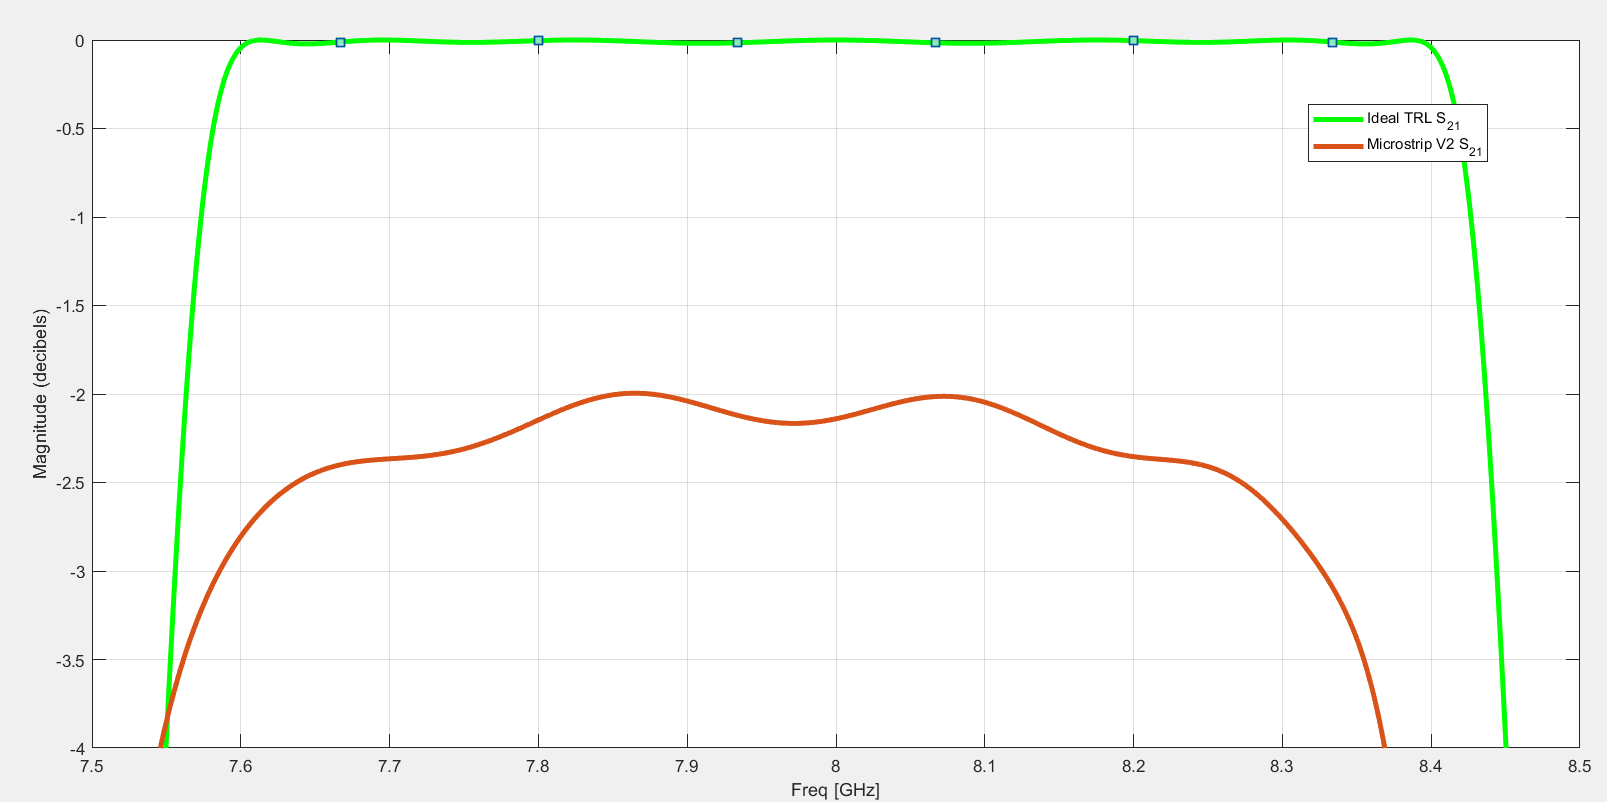 0
-0.5
-1
-1.5
-2
-2.5
-3
-3.5
-4
Magnitude (decibels)
Ideal TRL S21
Microstrip V2 S21
7.5 7.6 7.7 7.8 7.9 8 8.1 8.2 8.3 8.4 8.5
Freq [GHz]